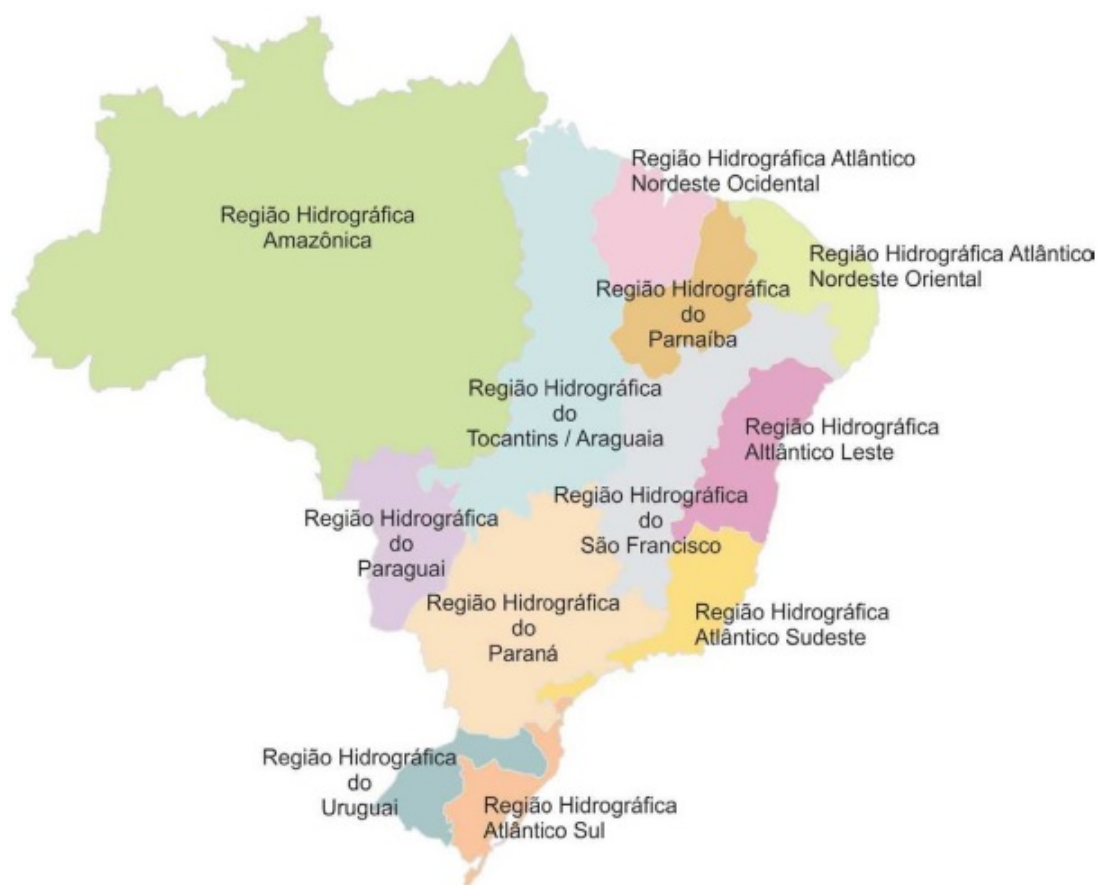 Região Hidrográfica Atlântico
Nordeste Ocidental
Região Hidrográfica
Amazônica
Região Hidrográfica Atlântico
Nordeste Oriental
Região Hidrográfica
do
Parnaíba
Região Hidrográfica
do
Tocantins / Araguaia
Região Hidrográfica
Altlântico Leste
Região Hidrográfica
do
São Francisco
Região Hidrográfica
do
Paraguai
Região Hidrográfica
do
Paraná
Região Hidrográfica
Atlântico Sudeste
Região Hidrográfica
do
Uruguai
Região Hidrográfica
Atlântico Sul